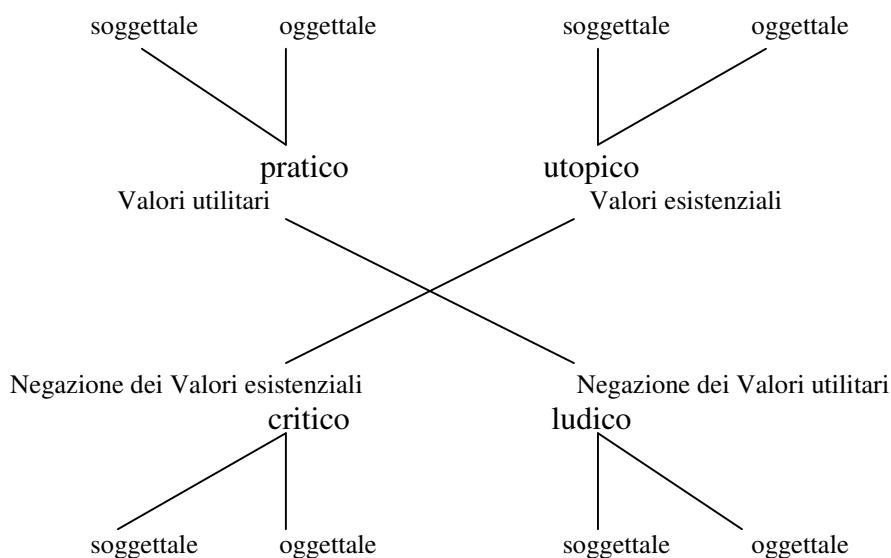 soggettale oggettale soggettale oggettale
pratico utopico
Valori utilitari Valori esistenziali
Negazione dei Valori esistenziali Negazione dei Valori utilitari
critico ludico
soggettale oggettale soggettale oggettale